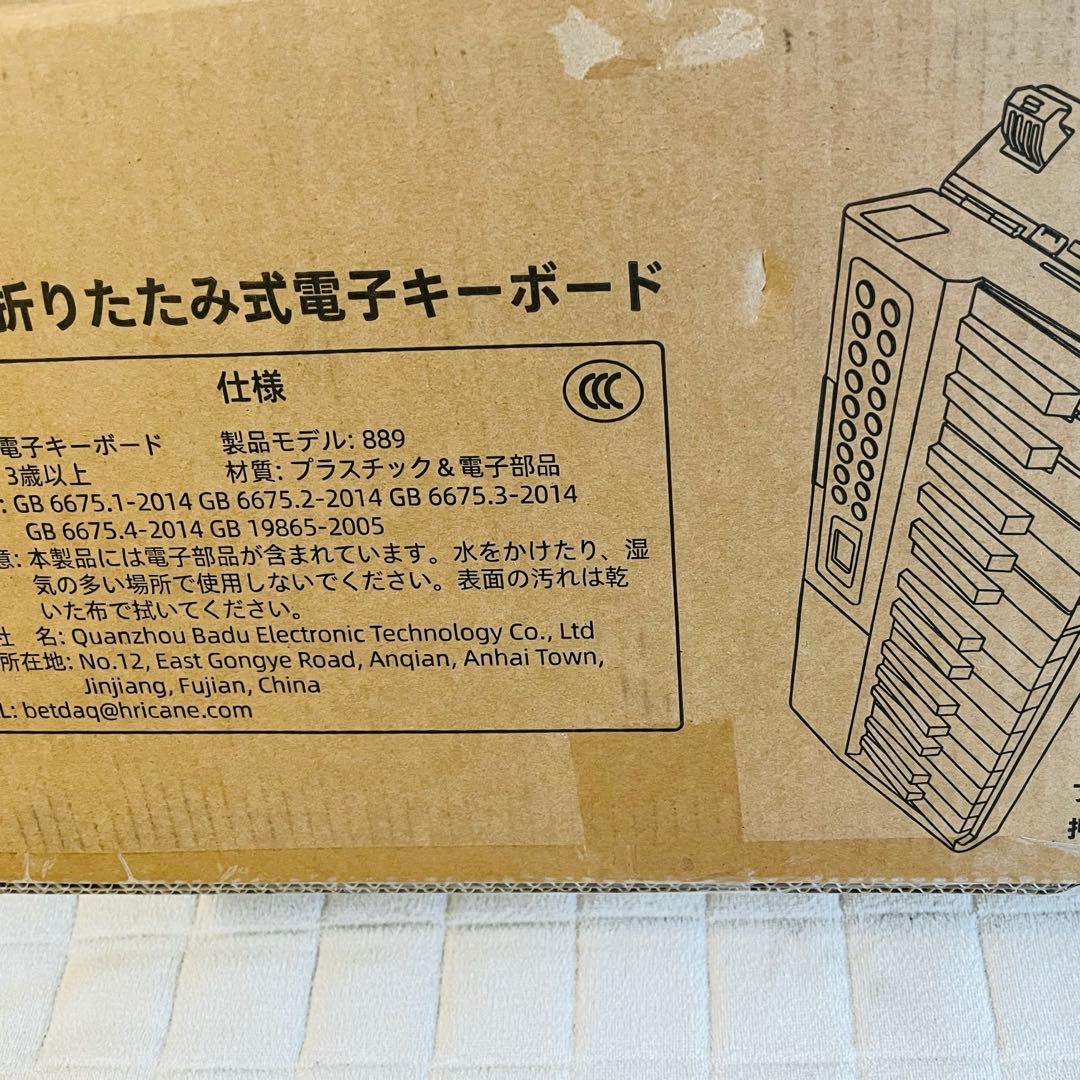 折りたたみ式電子キーボード
仕様
CCC
電子キーボード 製品モデル: 889
3歳以上 材質: プラスチック＆電子部品
: GB 6675.1-2014 GB 6675.2-2014 GB 6675.3-2014
GB 6675.4-2014 GB 19865-2005
意: 本製品には電子部品が含まれています。水をかけたり、湿
気の多い場所で使用しないでください。表面の汚れは乾
いた布で拭いてください。
社 名: Quanzhou Badu Electronic Technology Co., Ltd
所在地: No.12, East Gongye Road, Anqian, Anhai Town,
Jinjiang, Fujian, China
L: betdaq@hricane.com